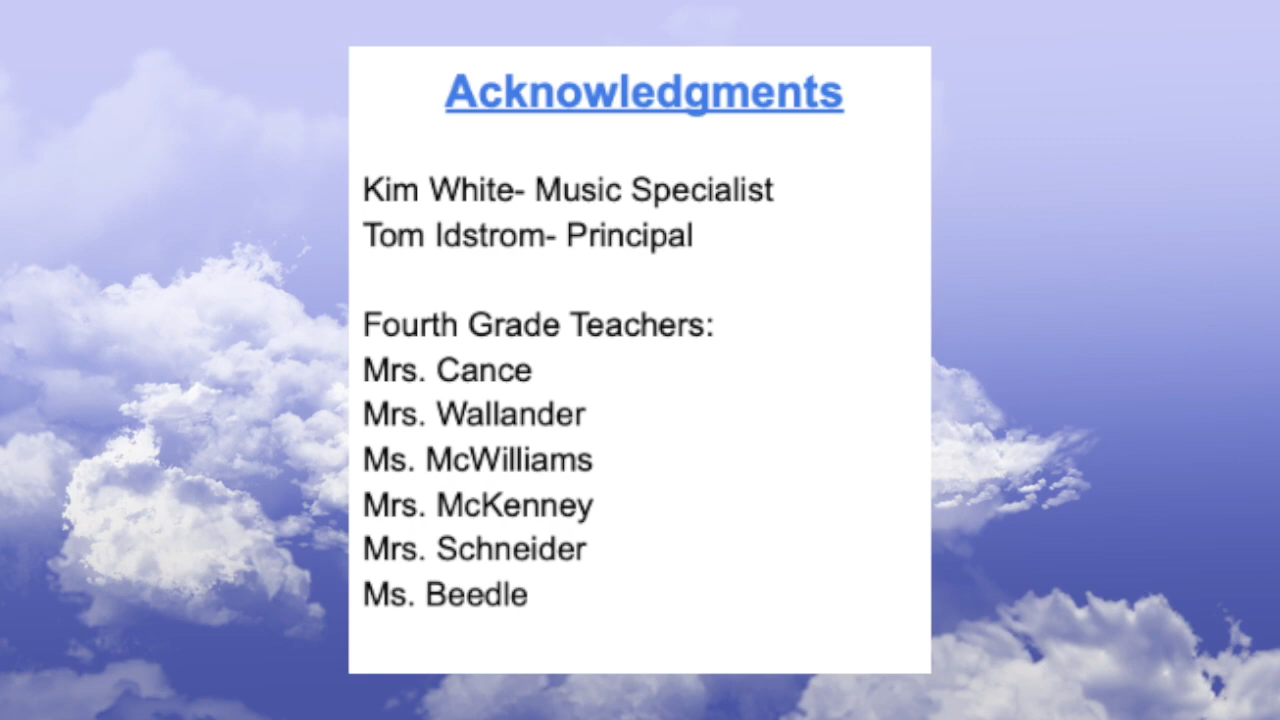 Acknowledgments
Kim White- Music Specialist
Tom Idstrom- Principal
Fourth Grade Teachers:
Mrs. Cance
Mrs. Wallander
Ms. McWilliams
Mrs. McKenney
Mrs. Schneider
Ms. Beedle